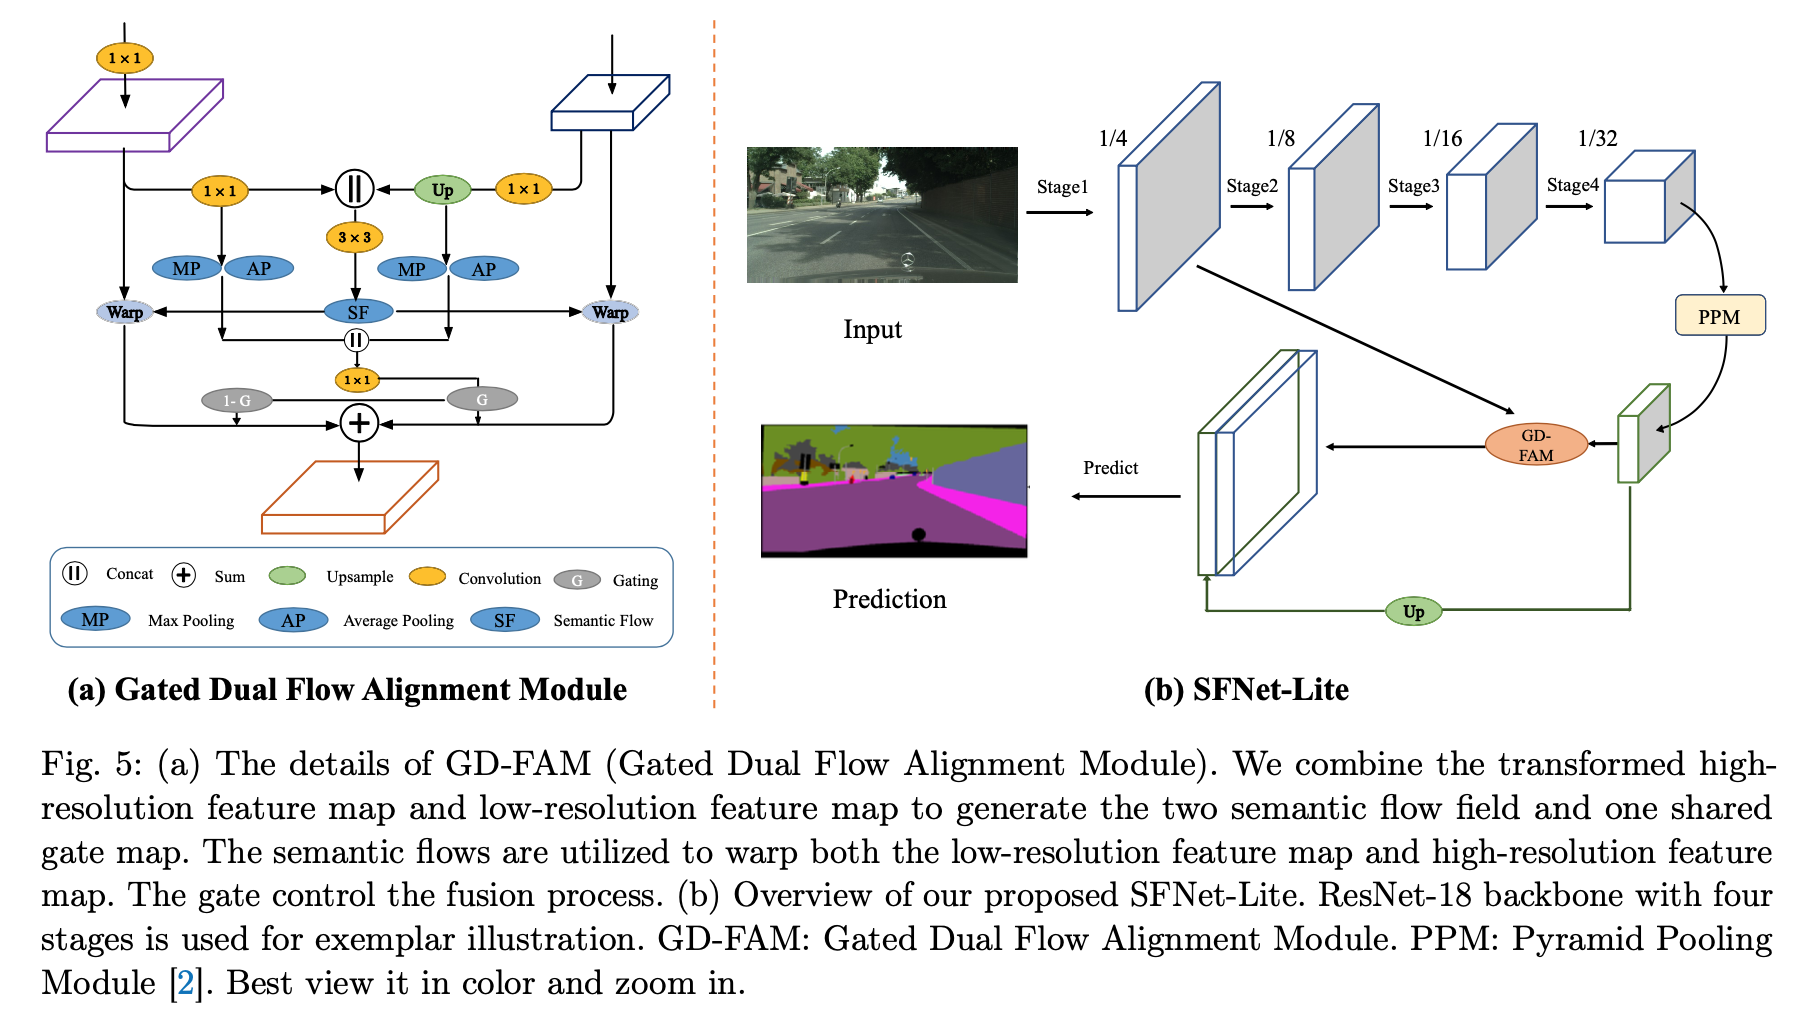 1 × 1
1 × 1
Up
1 × 1
3 × 3
MP
AP
MP
AP
Warp
SF
Warp
1 × 1
1- G
G
Concat
Sum
Upsample
Convolution
G
Gating
MP
Max Pooling
AP
Average Pooling
SF
Semantic Flow
(a) Gated Dual Flow Alignment Module
1/4
1/8
1/16
1/32
Stage1
Stage2
Stage3
Stage4
Input
PPM
GD-
FAM
Predict
Prediction
Up
(b) SFNet-Lite
Fig. 5: (a) The details of GD-FAM (Gated Dual Flow Alignment Module). We combine the transformed high-
resolution feature map and low-resolution feature map to generate the two semantic flow field and one shared
gate map. The semantic flows are utilized to warp both the low-resolution feature map and high-resolution feature
map. The gate control the fusion process. (b) Overview of our proposed SFNet-Lite. ResNet-18 backbone with four
stages is used for exemplar illustration. GD-FAM: Gated Dual Flow Alignment Module. PPM: Pyramid Pooling
Module [2]. Best view it in color and zoom in.